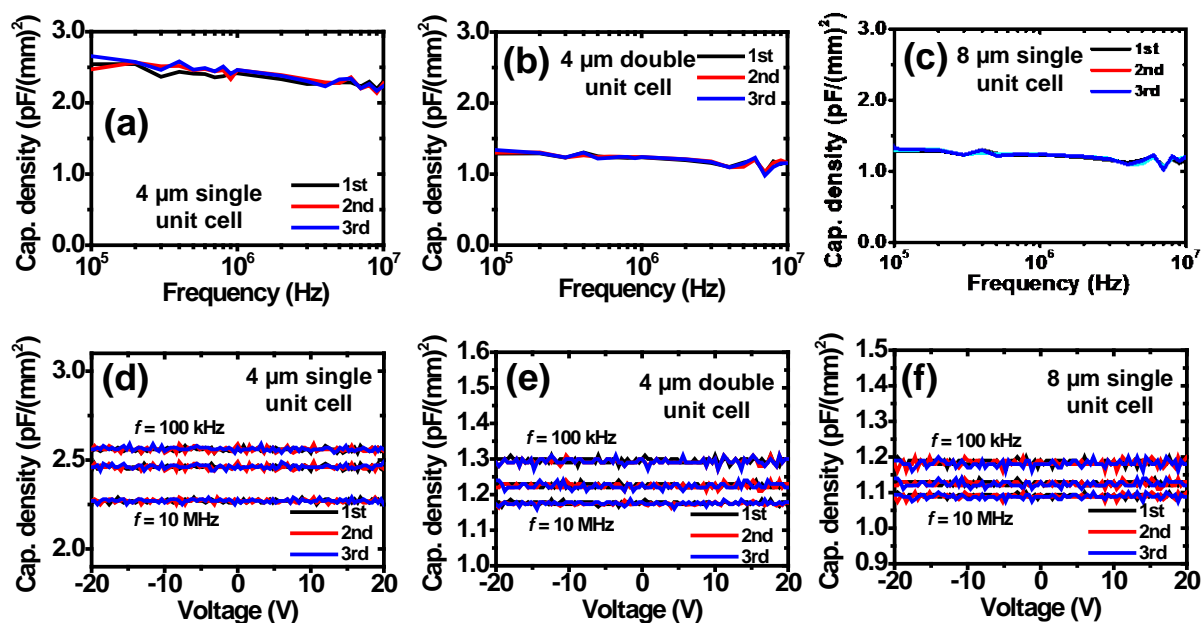 Cap. density (pF/(mm)²)
3.0
2.0
1.0
0.0
(a)
4 µm single
unit cell
1st
2nd
3rd
10⁵
10⁶
10⁷
Frequency (Hz)
Cap. density (pF/(mm)²)
3.0
2.0
1.0
0.0
(b)
4 µm double
unit cell
1st
2nd
3rd
10⁵
10⁶
10⁷
Frequency (Hz)
Cap. density (pF/(mm)²)
3.0
2.0
1.0
0.0
(c)
8 µm single
unit cell
1st
2nd
3rd
10⁵
10⁶
10⁷
Frequency (Hz)
Cap. density (pF/(mm)²)
3.0
2.5
2.0
(d)
4 µm single
unit cell
f = 100 kHz
f = 10 MHz
1st
2nd
3rd
-20
-10
0
10
20
Voltage (V)
Cap. density (pF/(mm)²)
1.6
1.5
1.4
1.3
1.2
1.1
1.0
(e)
4 µm double
unit cell
f = 100 kHz
f = 10 MHz
1st
2nd
3rd
-20
-10
0
10
20
Voltage (V)
Cap. density (pF/(mm)²)
1.5
1.4
1.3
1.2
1.1
1.0
0.9
(f)
8 µm single
unit cell
f = 100 kHz
f = 10 MHz
1st
2nd
3rd
-20
-10
0
10
20
Voltage (V)